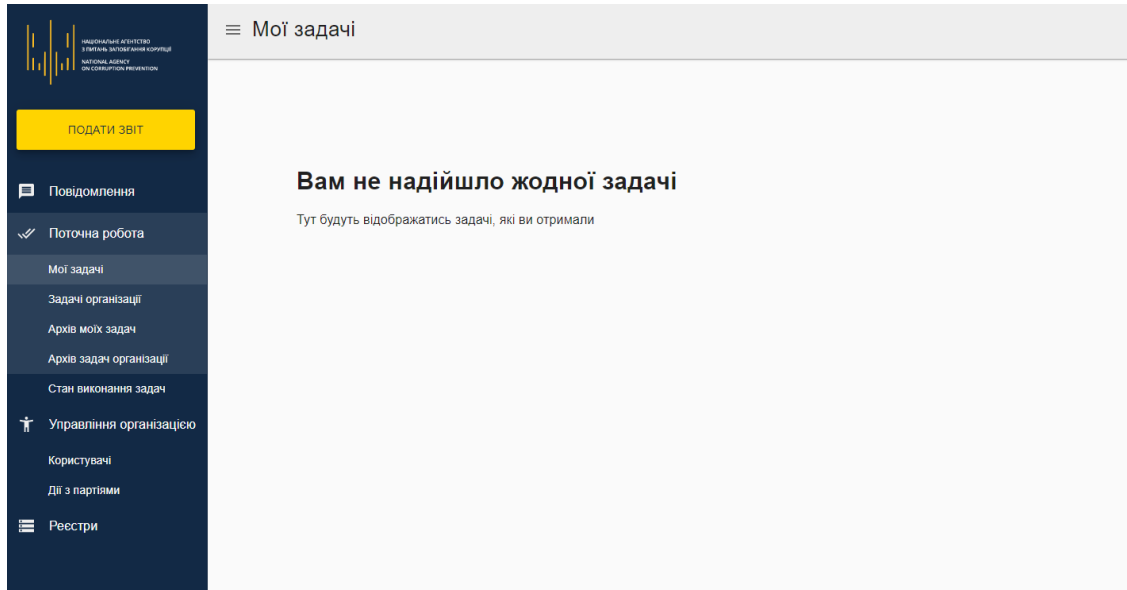 НАЦІОНАЛЬНЕ АГЕНТСТВО
З ПИТАНЬ ЗАПОБІГАННЯ КОРУПЦІЇ
NATIONAL AGENCY
ON CORRUPTION PREVENTION
ПОДАТИ ЗВІТ
Повідомлення
Поточна робота
Мої задачі
Задачі організації
Архів моїх задач
Архів задач організації
Стан виконання задач
Управління організацією
Користувачі
Дії з партіями
Реєстри
Мої задачі
Вам не надійшло жодної задачі
Тут будуть відображатись задачі, які ви отримали